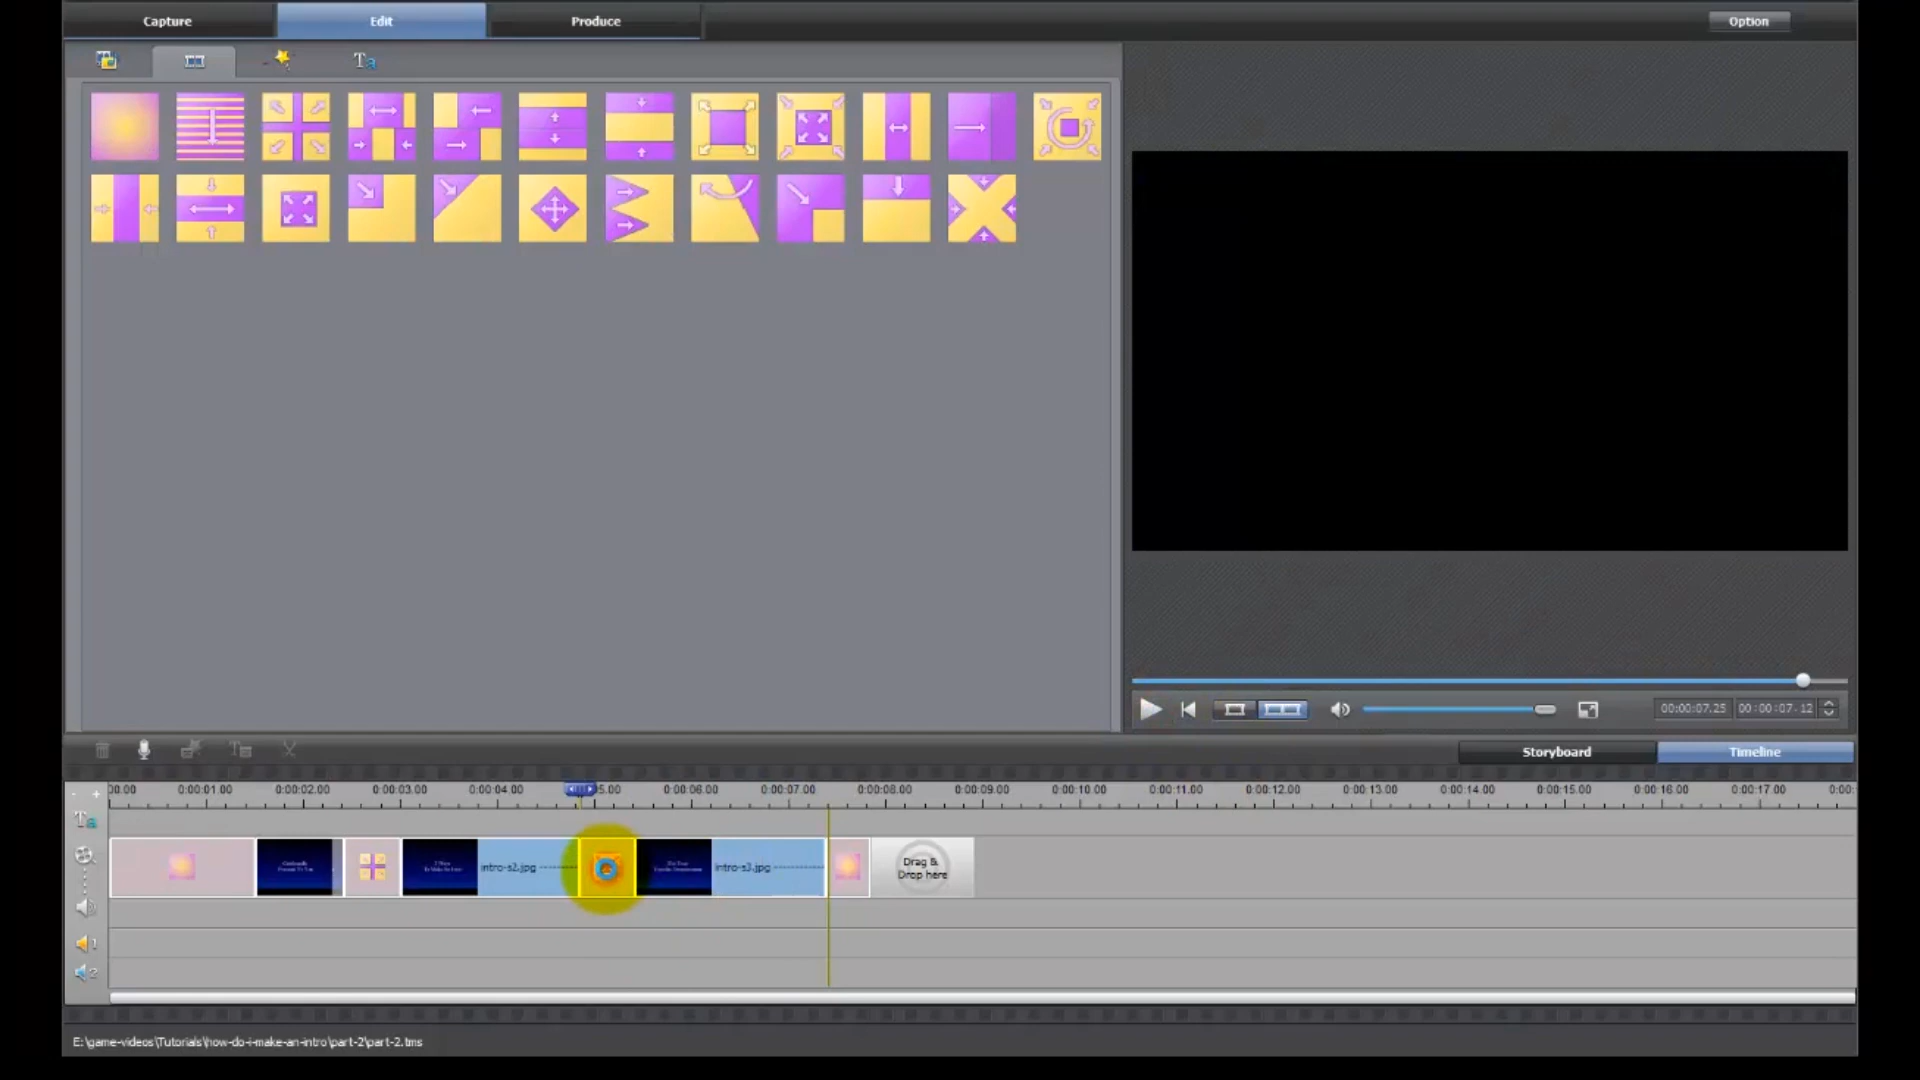 Capture
Edit
Produce
Option
Ta
00:00:07.25
00:00:07.12
Storyboard
Timeline
00.00
0:00:01.00
0:00:02.00
0:00:03.00
0:00:04.00
05.00
0:00:06.00
0:00:07.00
0:00:08.00
0:00:09.00
0:00:10.00
0:00:11.00
0:00:12.00
0:00:13.00
0:00:14.00
0:00:15.00
0:00:16.00
0:00:17.00
0:00:
Ta
intro-s2.jpg
intro-s3.jpg
Drag &
Drop here
1
2
E:\game-videos\Tutorials\how-do-i-make-an-intro\part-2\part-2.tms